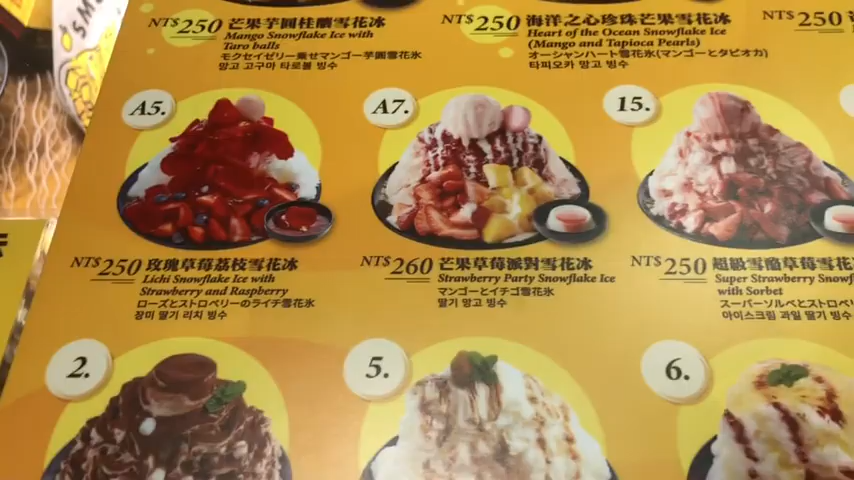 NT$250 芒果芋圓桂釀雪花冰
Mango Snowflake Ice with
Taro balls
モクセイゼリー乗せマンゴー芋圓雪花氷
망고 고구마 타로볼 빙수
NT$250 海洋之心珍珠芒果雪花冰
Heart of the Ocean Snowflake Ice
(Mango and Tapioca Pearls)
オーシャンハート雪花氷(マンゴーとタピオカ)
타피오카 망고 빙수
NT$250
A5.
A7.
15.
NT$250 玫瑰草莓荔枝雪花冰
Lichi Snowflake Ice with
Strawberry and Raspberry
ローズとストロベリーのライチ雪花氷
장미 딸기 리치 빙수
NT$260 芒果草莓派對雪花冰
Strawberry Party Snowflake Ice
マンゴーとイチゴ雪花氷
딸기 망고 빙수
NT$250 超級雪酪草莓雪花
Super Strawberry Snowf
with Sorbet
スーパーソルベとストロベ
아이스크림 과일 딸기 빙수
2.
5.
6.